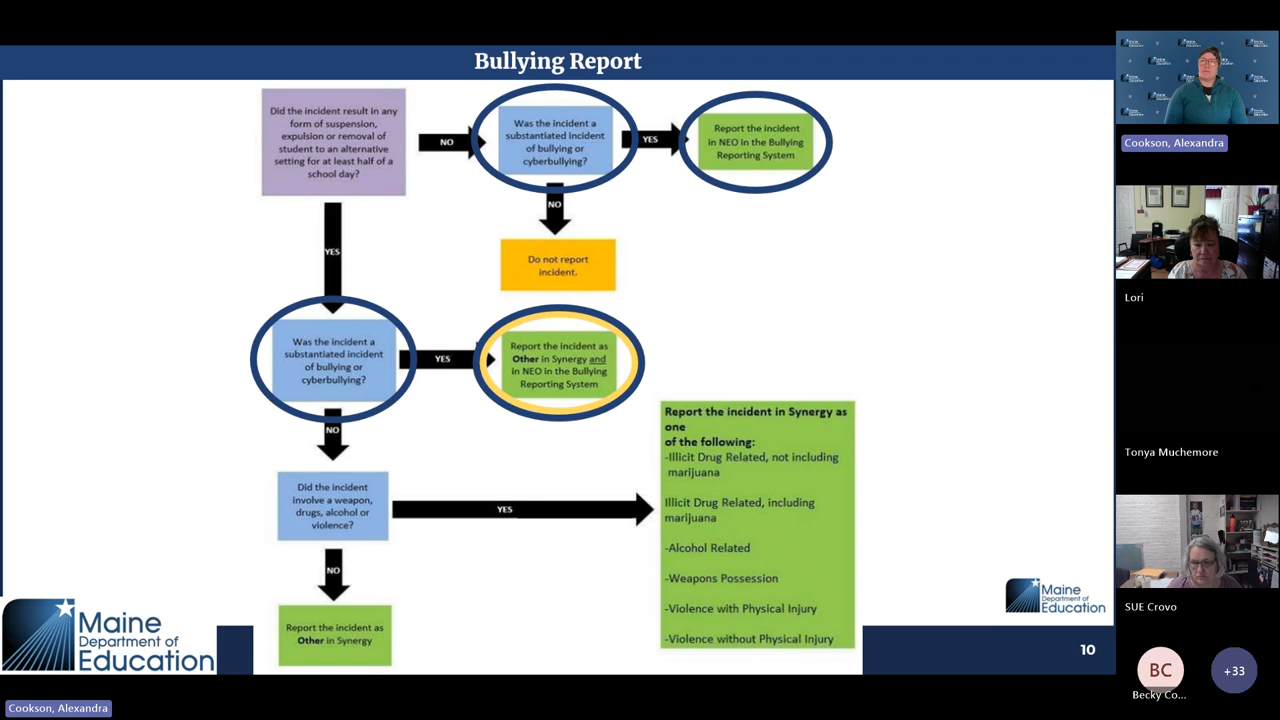 Bullying Report
Did the incident result in any
form of suspension,
expulsion or removal of
student to an alternative
setting for at least half of a
school day?
NO
Was the incident a
substantiated incident
of bullying or
cyberbullying?
YES
Report the incident
in NEO in the Bullying
Reporting System
NO
Do not report
incident.
YES
Was the incident a
substantiated incident
of bullying or
cyberbullying?
YES
Report the incident as
Other in Synergy and
in NEO in the Bullying
Reporting System
NO
Did the incident
involve a weapon,
drugs, alcohol or
violence?
YES
Report the incident in Synergy as
one
of the following:
-Illicit Drug Related, not including
marijuana
Illicit Drug Related, including
marijuana
-Alcohol Related
-Weapons Possession
-Violence with Physical Injury
-Violence without Physical Injury
NO
Report the incident as
Other in Synergy
Maine
Department of
Education
Maine
Department of
Education
10
Cookson, Alexandra
Cookson, Alexandra
Lori
Tonya Muchemore
SUE Crovo
BC
Becky Co...
+33